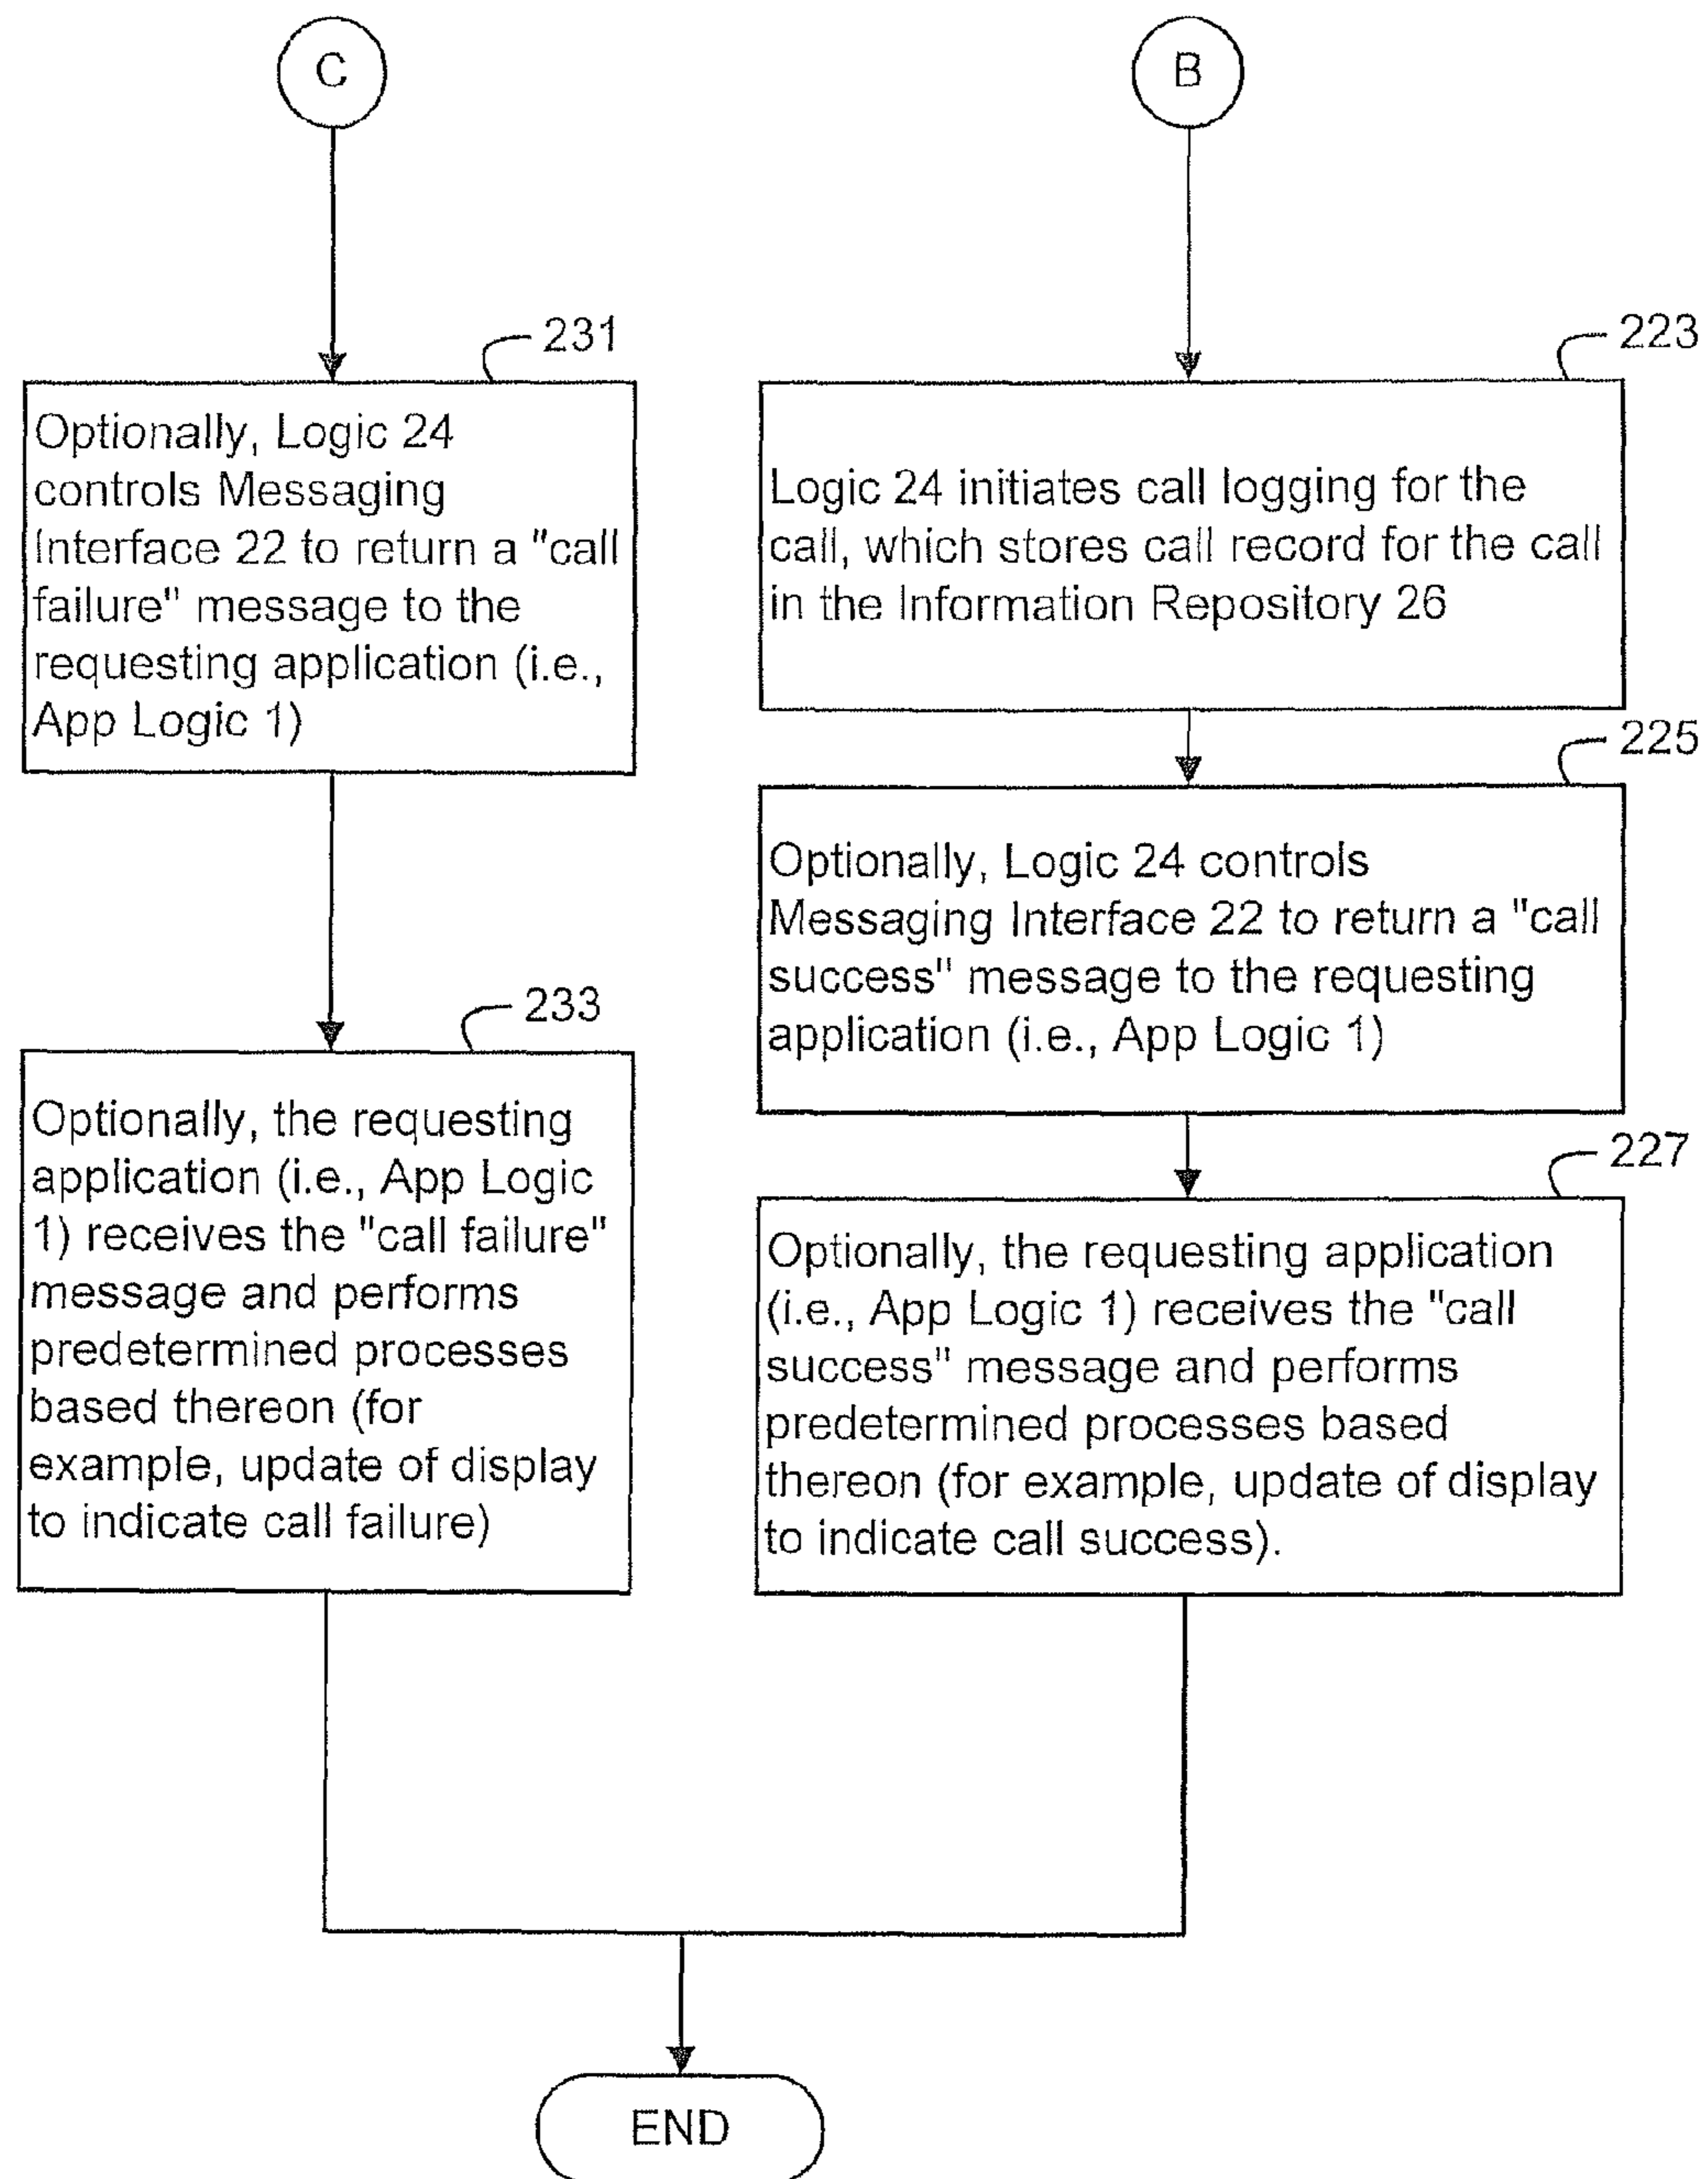 C
231
Optionally, Logic 24
controls Messaging
Interface 22 to return a "call
failure" message to the
requesting application (i.e.,
App Logic 1)
233
Optionally, the requesting
application (i.e., App Logic
1) receives the "call failure"
message and performs
predetermined processes
based thereon (for
example, update of display
to indicate call failure)
B
223
Logic 24 initiates call logging for the
call, which stores call record for the call
in the Information Repository 26
225
Optionally, Logic 24 controls
Messaging Interface 22 to return a "call
success" message to the requesting
application (i.e., App Logic 1)
227
Optionally, the requesting application
(i.e., App Logic 1) receives the "call
success" message and performs
predetermined processes based
thereon (for example, update of display
to indicate call success).
END